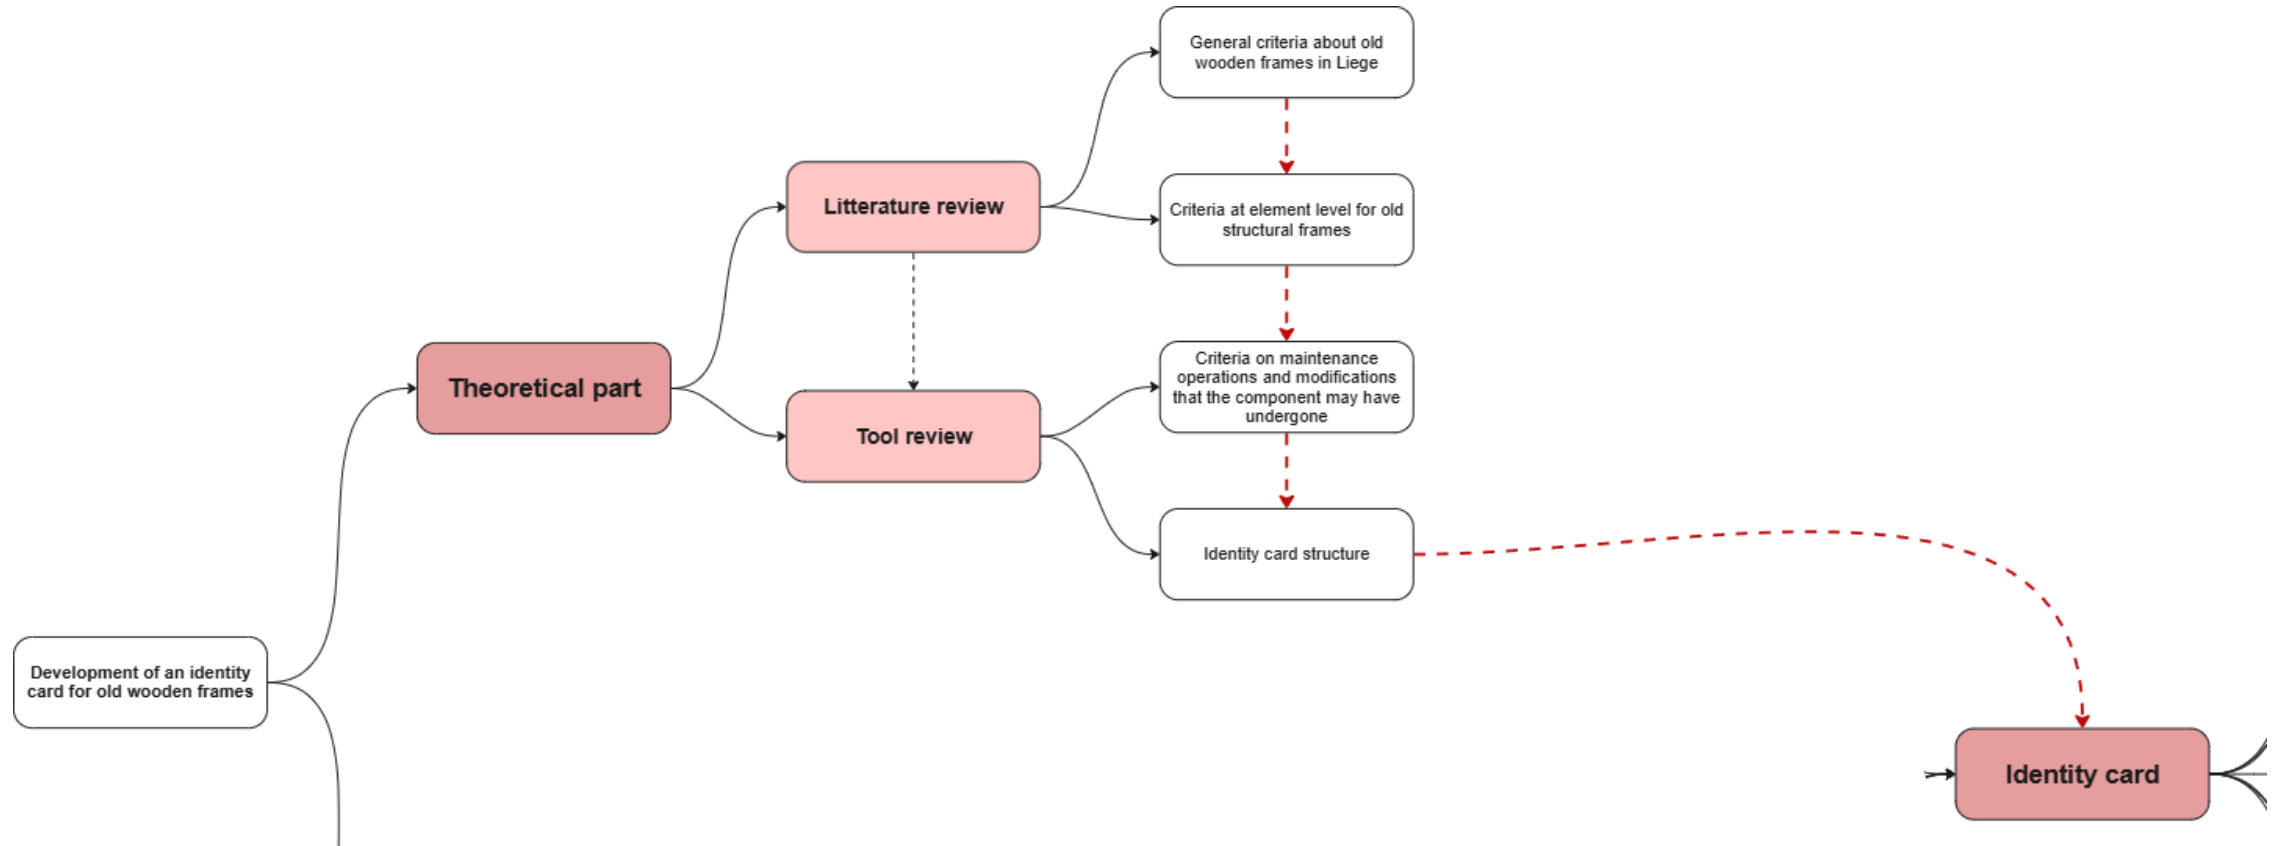 General criteria about old
wooden frames in Liege
Litterature review
Criteria at element level for old
structural frames
Theoretical part
Criteria on maintenance
operations and modifications
that the component may have
undergone
Tool review
Identity card structure
Development of an identity
card for old wooden frames
Identity card